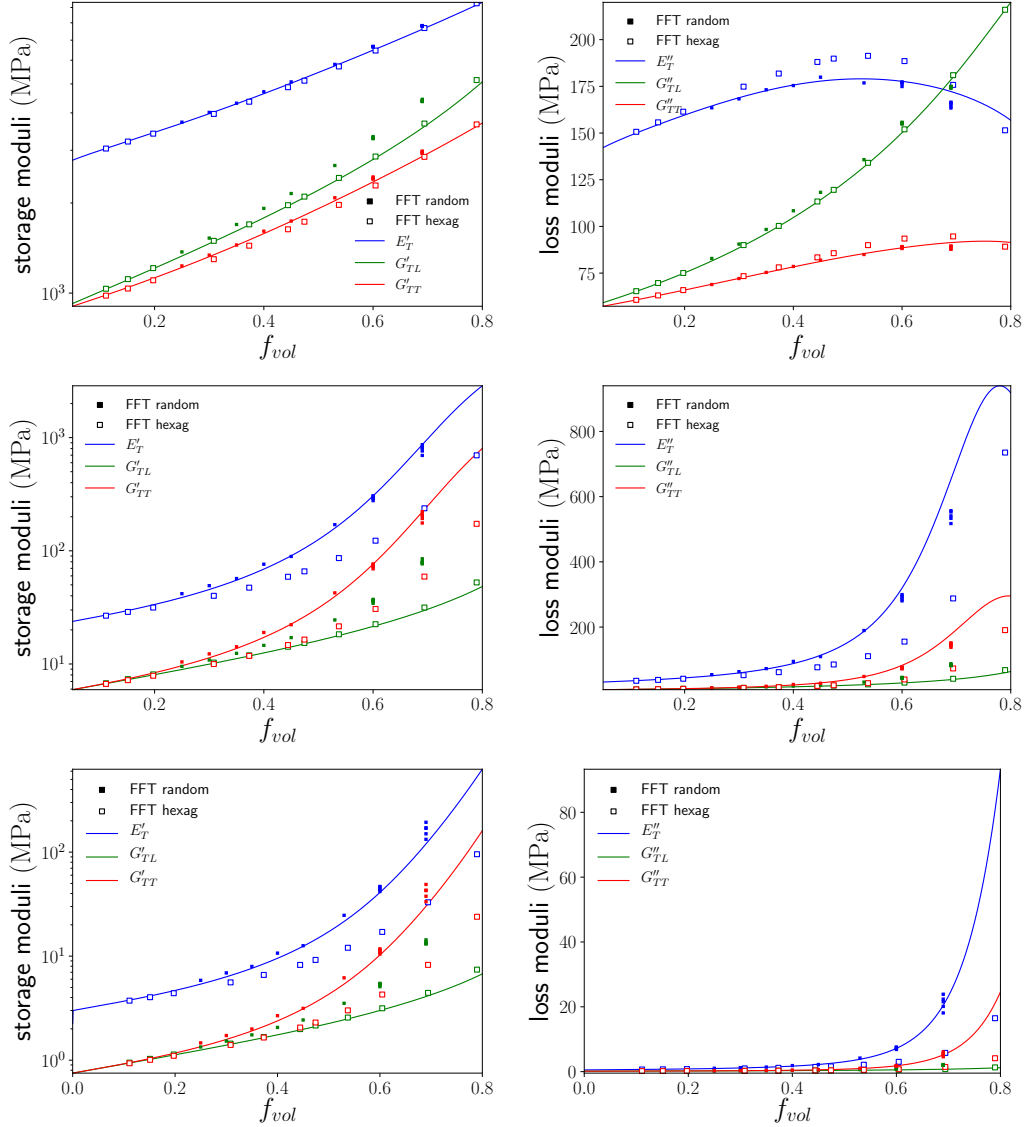 storage moduli (MPa)
10³
FFT random
FFT hexag
E′_T
G′_TL
G′_TT
0.2 0.4 0.6 0.8
f_vol
loss moduli (MPa)
200
175
150
125
100
75
FFT random
FFT hexag
E″_T
G″_TL
G″_TT
0.2 0.4 0.6 0.8
f_vol
storage moduli (MPa)
10³
10²
10¹
FFT random
FFT hexag
E′_T
G′_TL
G′_TT
0.2 0.4 0.6 0.8
f_vol
loss moduli (MPa)
800
600
400
200
FFT random
FFT hexag
E″_T
G″_TL
G″_TT
0.2 0.4 0.6 0.8
f_vol
storage moduli (MPa)
10²
10¹
10⁰
FFT random
FFT hexag
E′_T
G′_TL
G′_TT
0.0 0.2 0.4 0.6 0.8
f_vol
loss moduli (MPa)
80
60
40
20
0
FFT random
FFT hexag
E″_T
G″_TL
G″_TT
0.0 0.2 0.4 0.6 0.8
f_vol